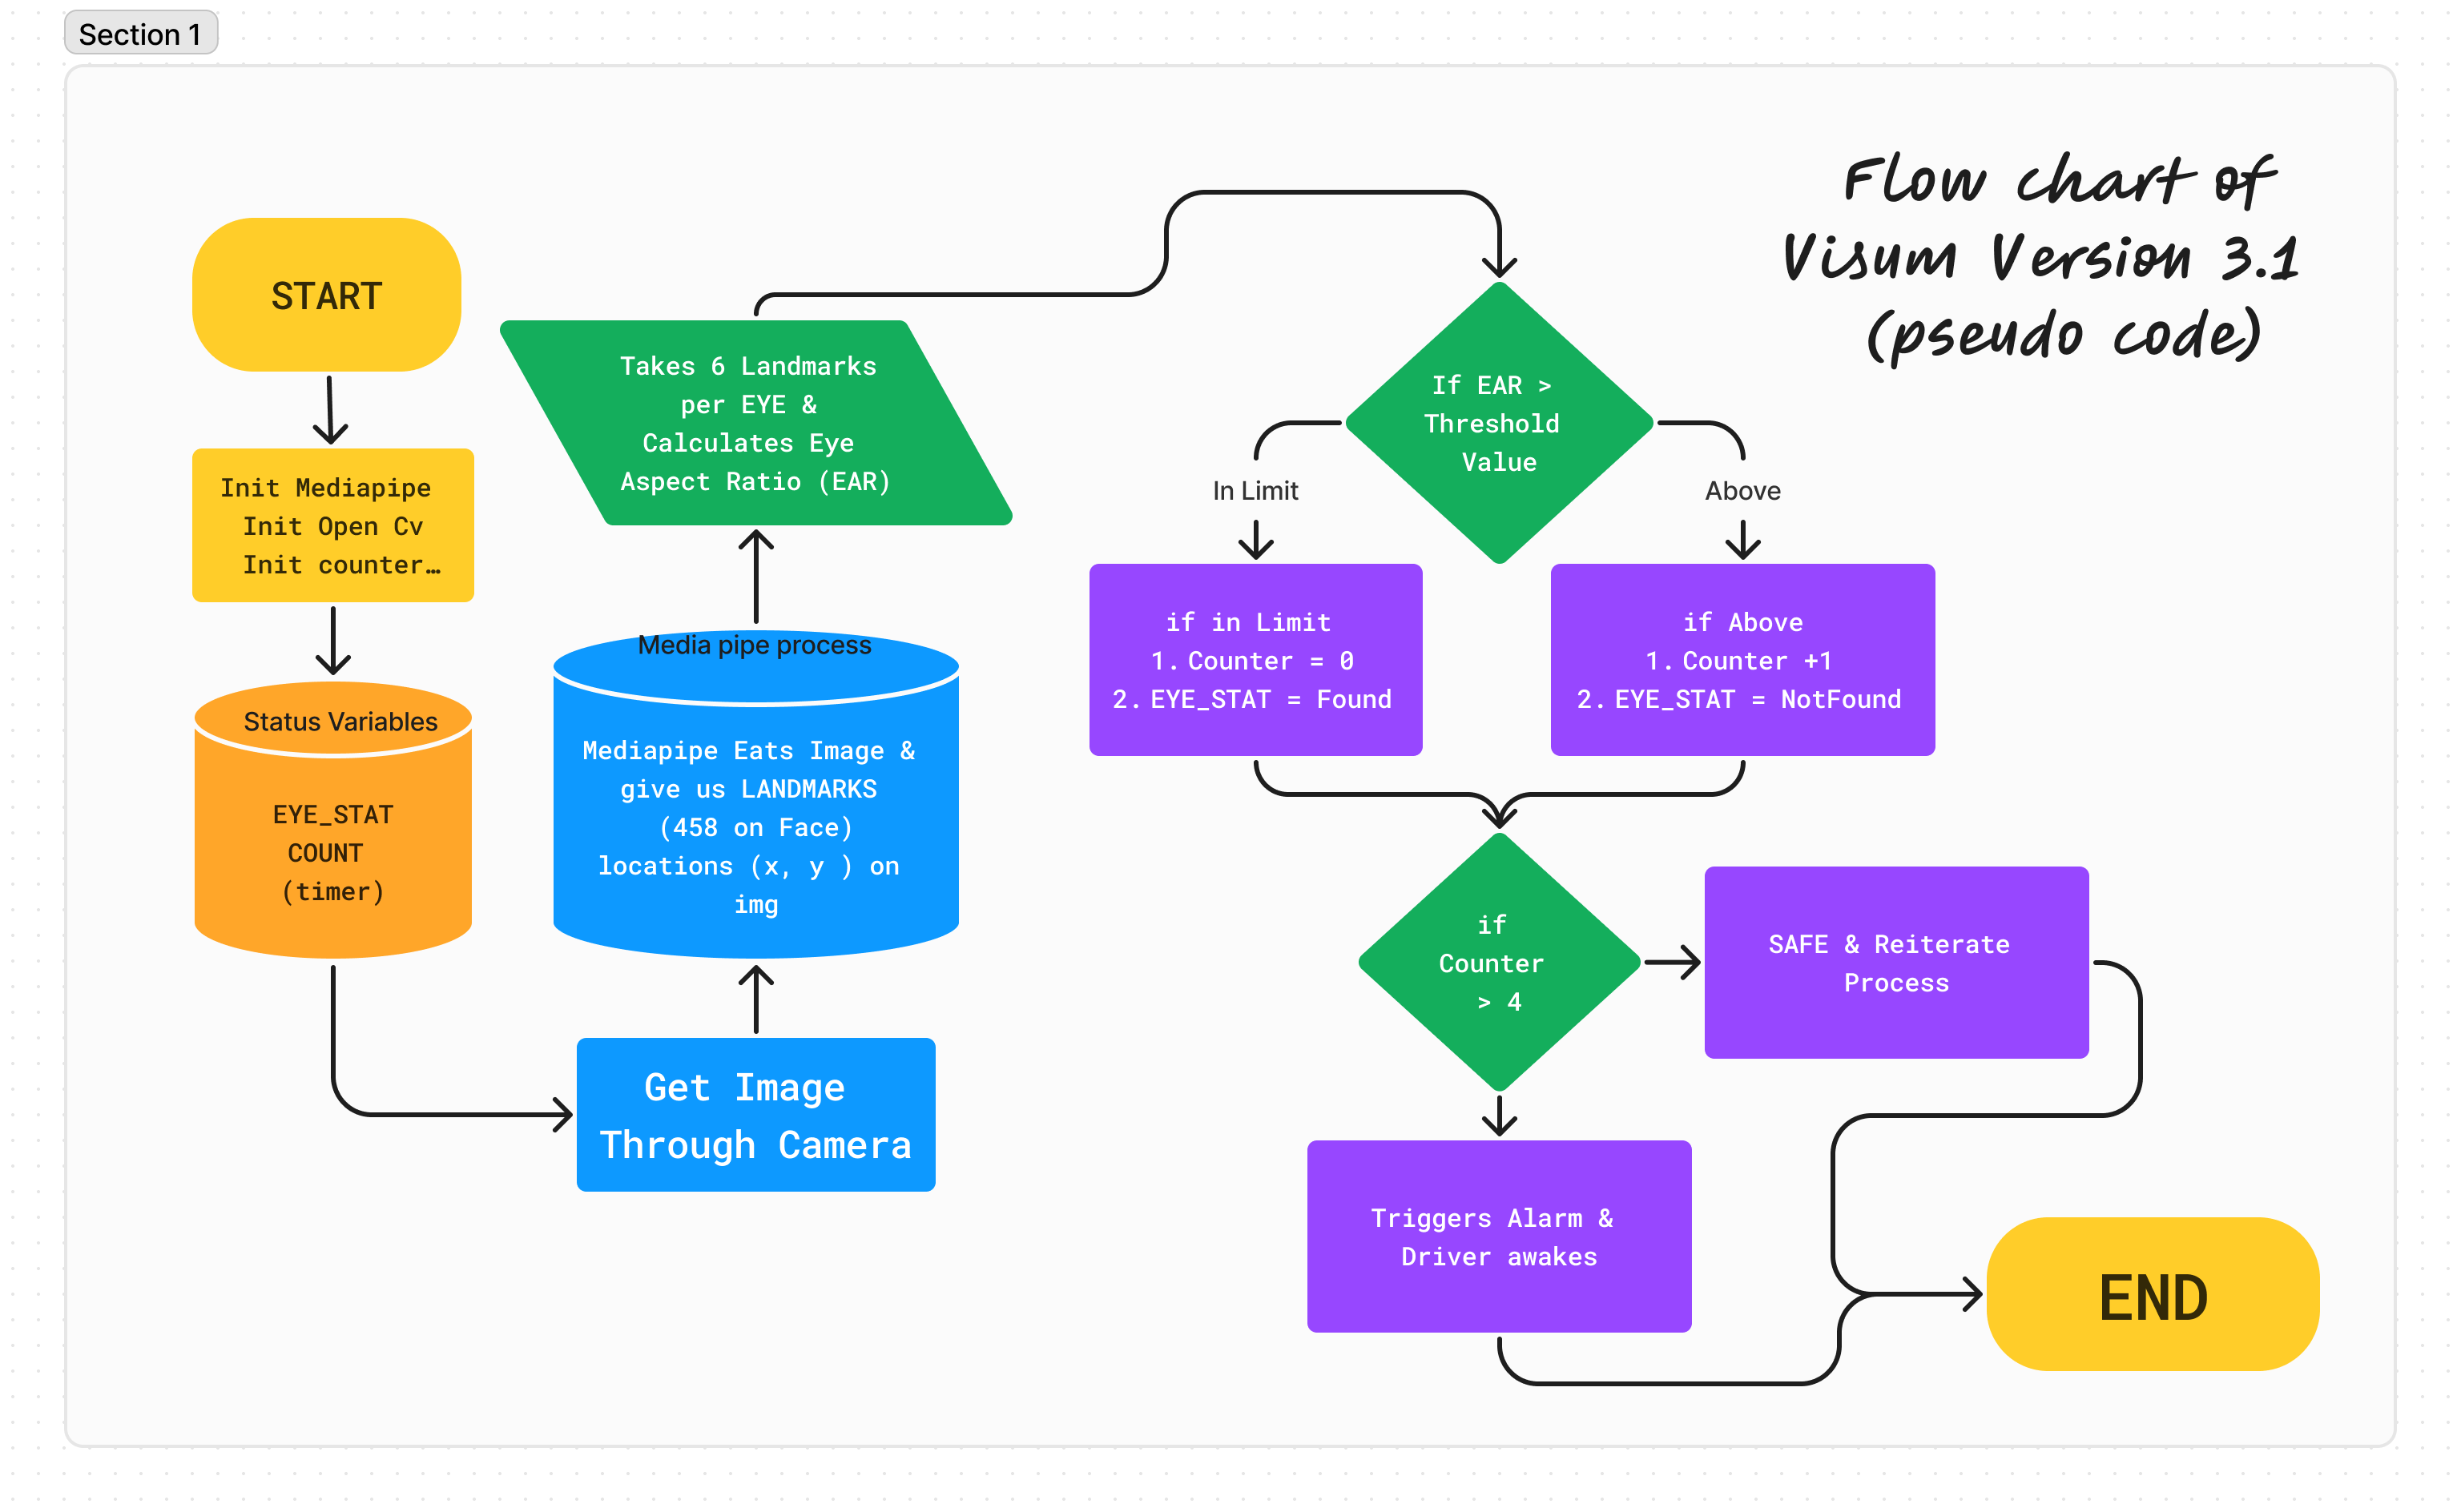 Section 1
Flow chart of
Visum Version 3.1
(pseudo code)
START
Init Mediapipe
Init Open Cv
Init counter…
Status Variables
EYE_STAT
COUNT
(timer)
Get Image
Through Camera
Media pipe process
Mediapipe Eats Image &
give us LANDMARKS
(458 on Face)
locations (x, y ) on
img
Takes 6 Landmarks
per EYE &
Calculates Eye
Aspect Ratio (EAR)
If EAR >
Threshold
Value
In Limit
Above
if in Limit
1. Counter = 0
2. EYE_STAT = Found
if Above
1. Counter +1
2. EYE_STAT = NotFound
if
Counter
> 4
SAFE & Reiterate
Process
Triggers Alarm &
Driver awakes
END